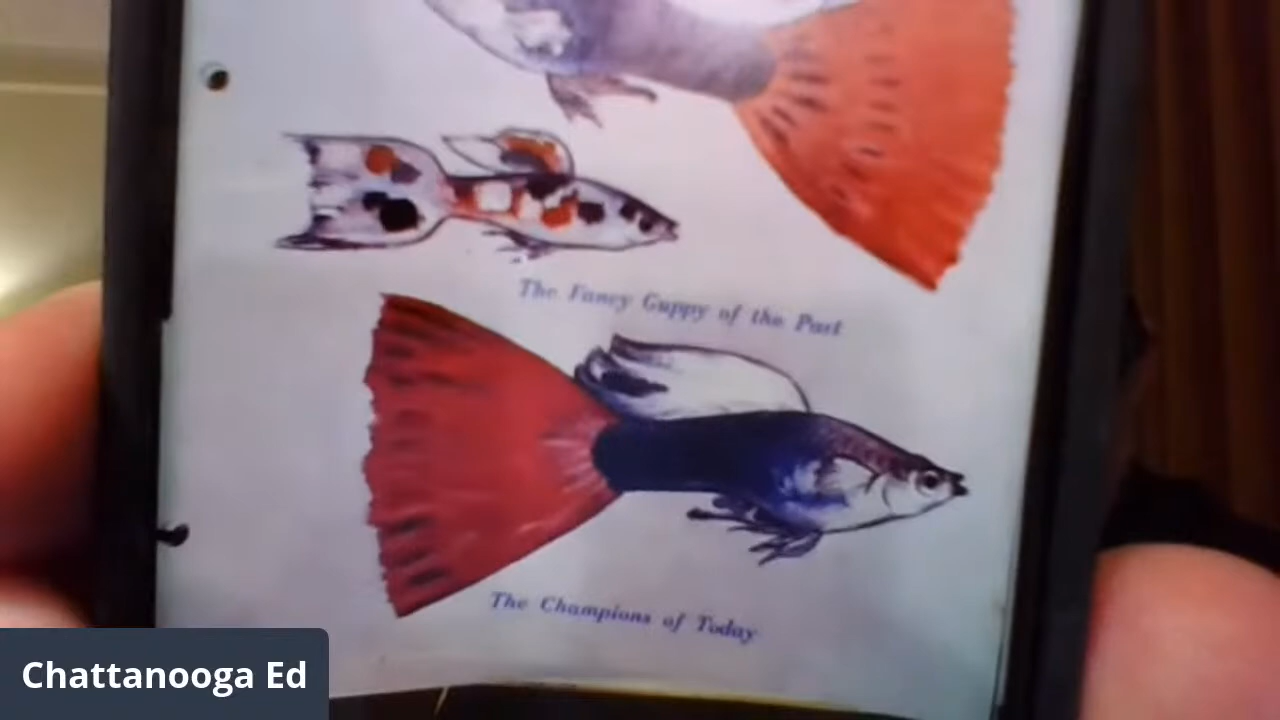 The Fancy Guppy of the Past
The Champions of Today
Chattanooga Ed